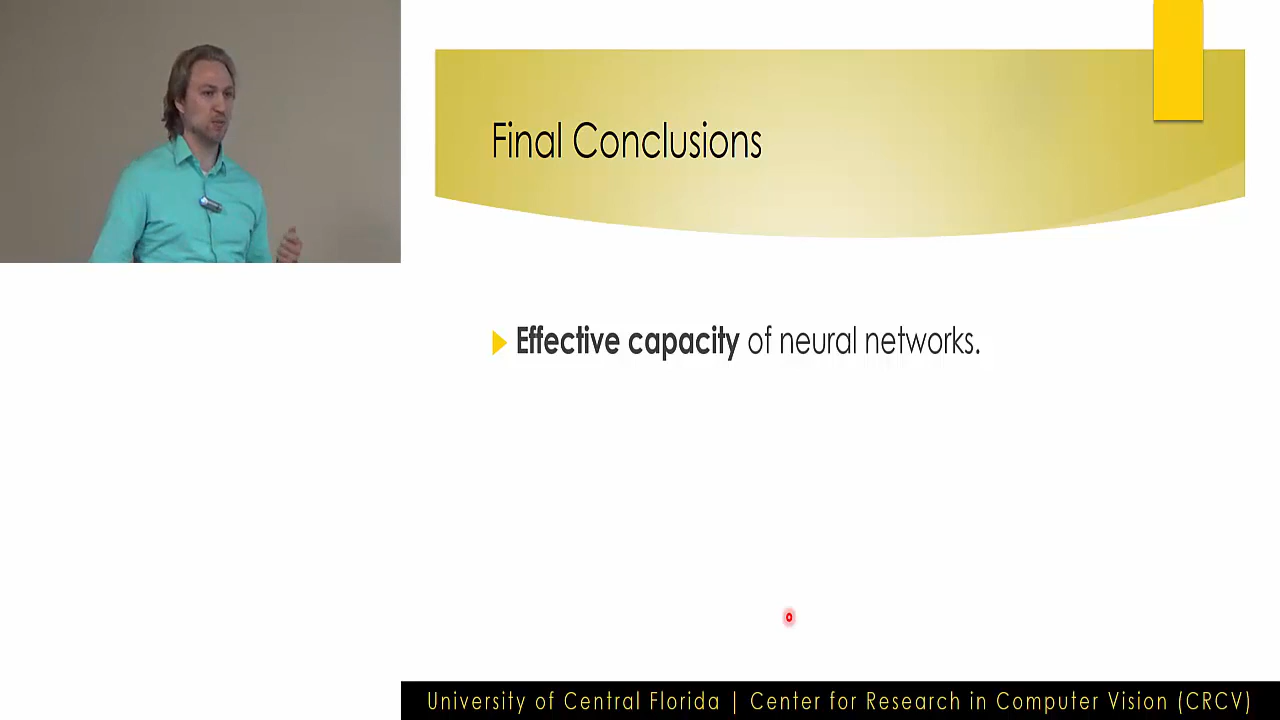 Final Conclusions
Effective capacity of neural networks.
University of Central Florida | Center for Research in Computer Vision (CRCV)